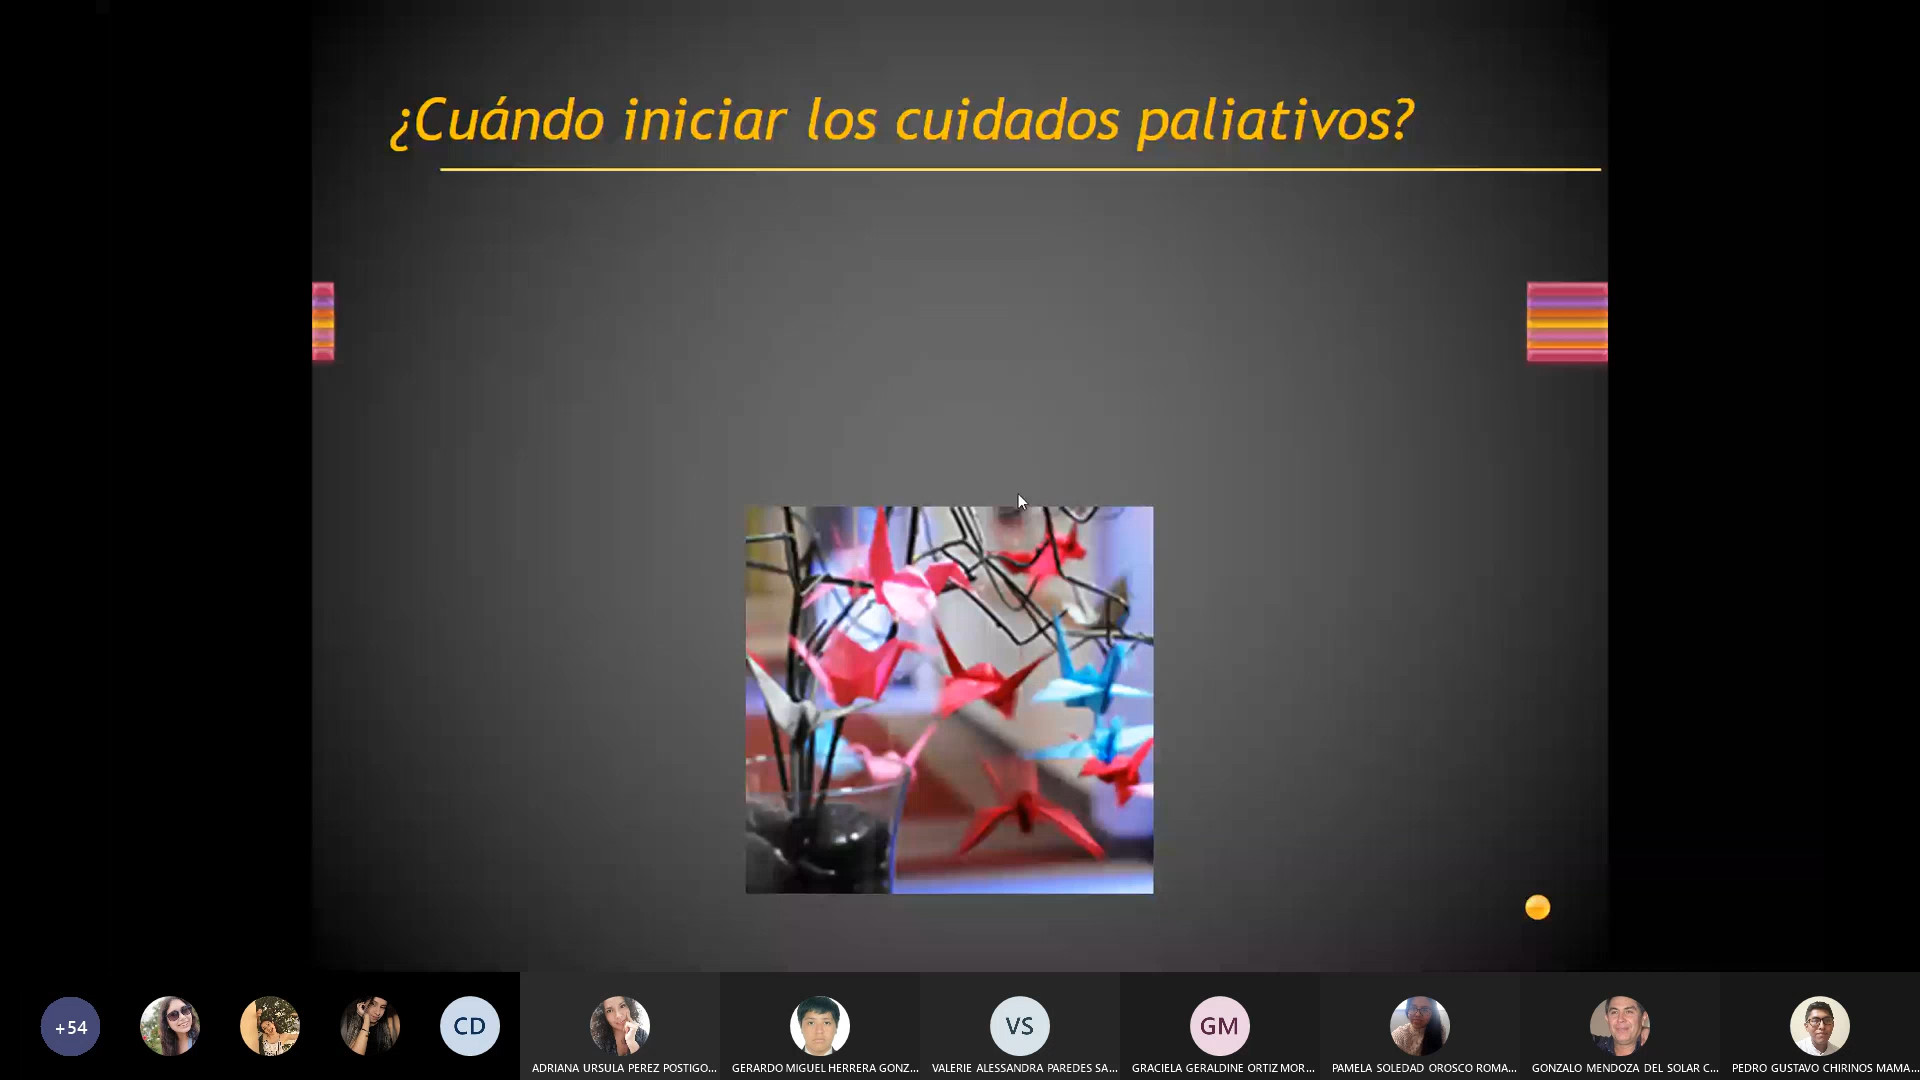 ¿Cuándo iniciar los cuidados paliativos?
+54
CD
VS
GM
ADRIANA URSULA PEREZ POSTIGO...
GERARDO MIGUEL HERRERA GONZ...
VALERIE ALESSANDRA PAREDES SA...
GRACIELA GERALDINE ORTIZ MOR...
PAMELA SOLEDAD OROSCO ROMA...
GONZALO MENDOZA DEL SOLAR C...
PEDRO GUSTAVO CHIRINOS MAMA...